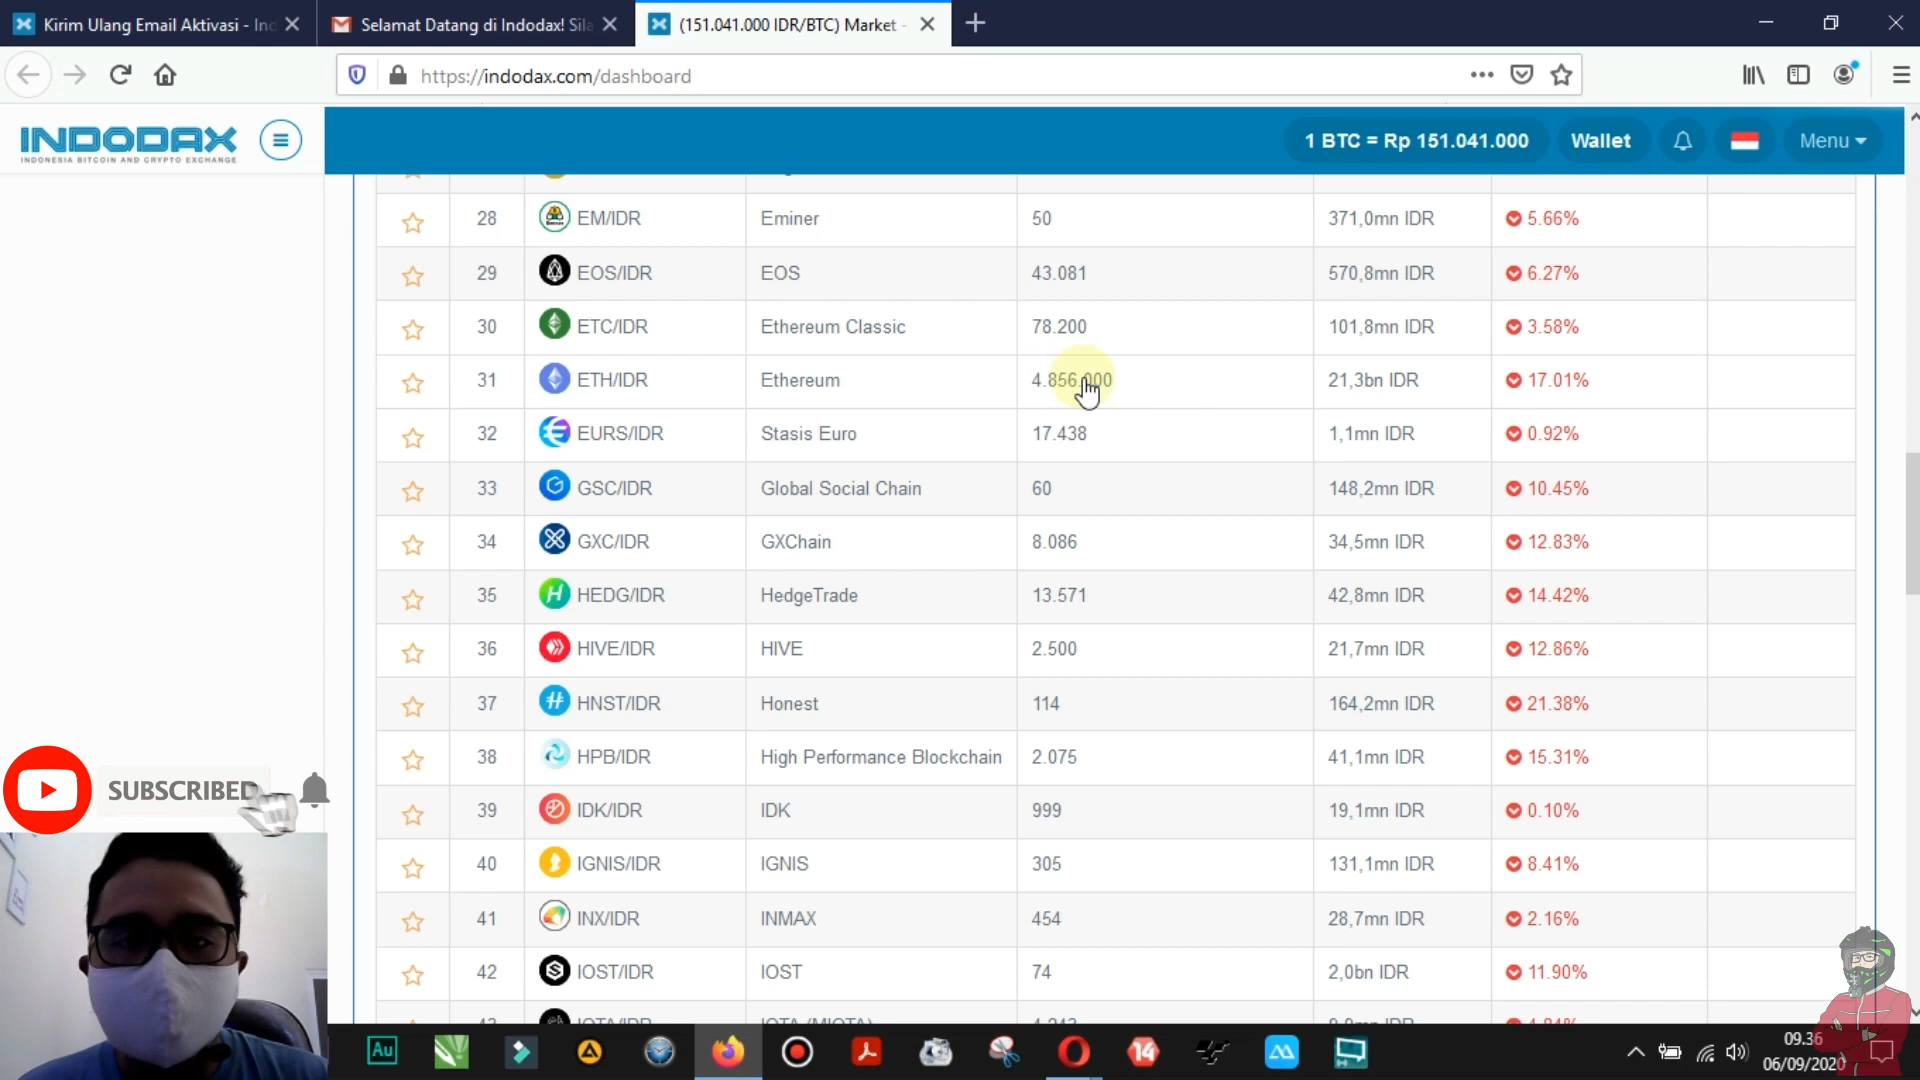 Kirim Ulang Email Aktivasi - Ind
Selamat Datang di Indodax! Sila
(151.041.000 IDR/BTC) Market -
https://indodax.com/dashboard
INDODAX
INDONESIA BITCOIN AND CRYPTO EXCHANGE
1 BTC = Rp 151.041.000
Wallet
Menu
28 EM/IDR Eminer 50 371,0mn IDR 5.66%
29 EOS/IDR EOS 43.081 570,8mn IDR 6.27%
30 ETC/IDR Ethereum Classic 78.200 101,8mn IDR 3.58%
31 ETH/IDR Ethereum 4.856.000 21,3bn IDR 17.01%
32 EURS/IDR Stasis Euro 17.438 1,1mn IDR 0.92%
33 GSC/IDR Global Social Chain 60 148,2mn IDR 10.45%
34 GXC/IDR GXChain 8.086 34,5mn IDR 12.83%
35 HEDG/IDR HedgeTrade 13.571 42,8mn IDR 14.42%
36 HIVE/IDR HIVE 2.500 21,7mn IDR 12.86%
37 HNST/IDR Honest 114 164,2mn IDR 21.38%
38 HPB/IDR High Performance Blockchain 2.075 41,1mn IDR 15.31%
39 IDK/IDR IDK 999 19,1mn IDR 0.10%
40 IGNIS/IDR IGNIS 305 131,1mn IDR 8.41%
41 INX/IDR INMAX 454 28,7mn IDR 2.16%
42 IOST/IDR IOST 74 2,0bn IDR 11.90%
43 IOTA/IDR IOTA (MIOTA)
SUBSCRIBED
Au
14
09.36
06/09/2020